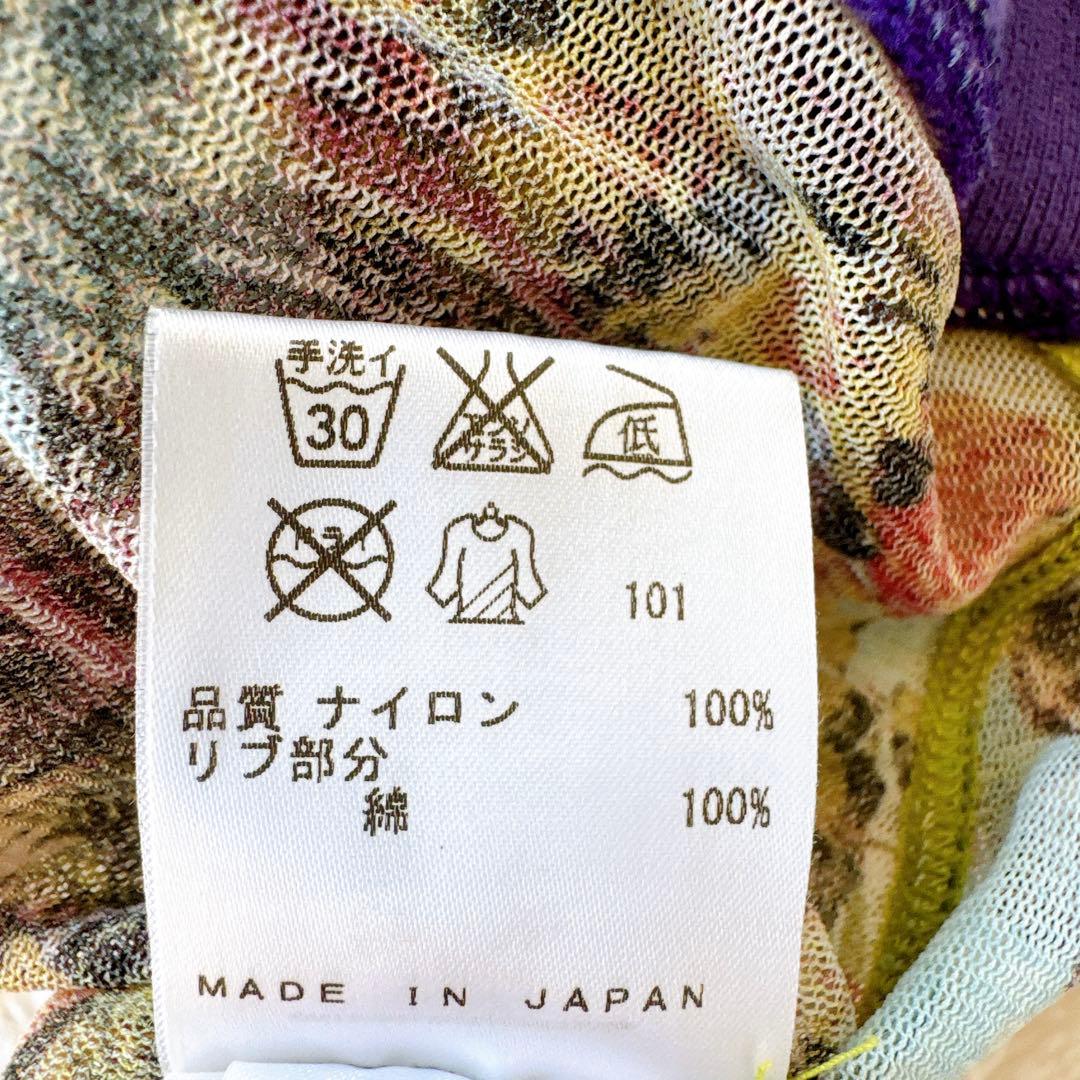 手洗イ
30
エンソ
サラシ
低
ドライ
101
品質 ナイロン 100%
リブ部分
綿 100%
MADE IN JAPAN